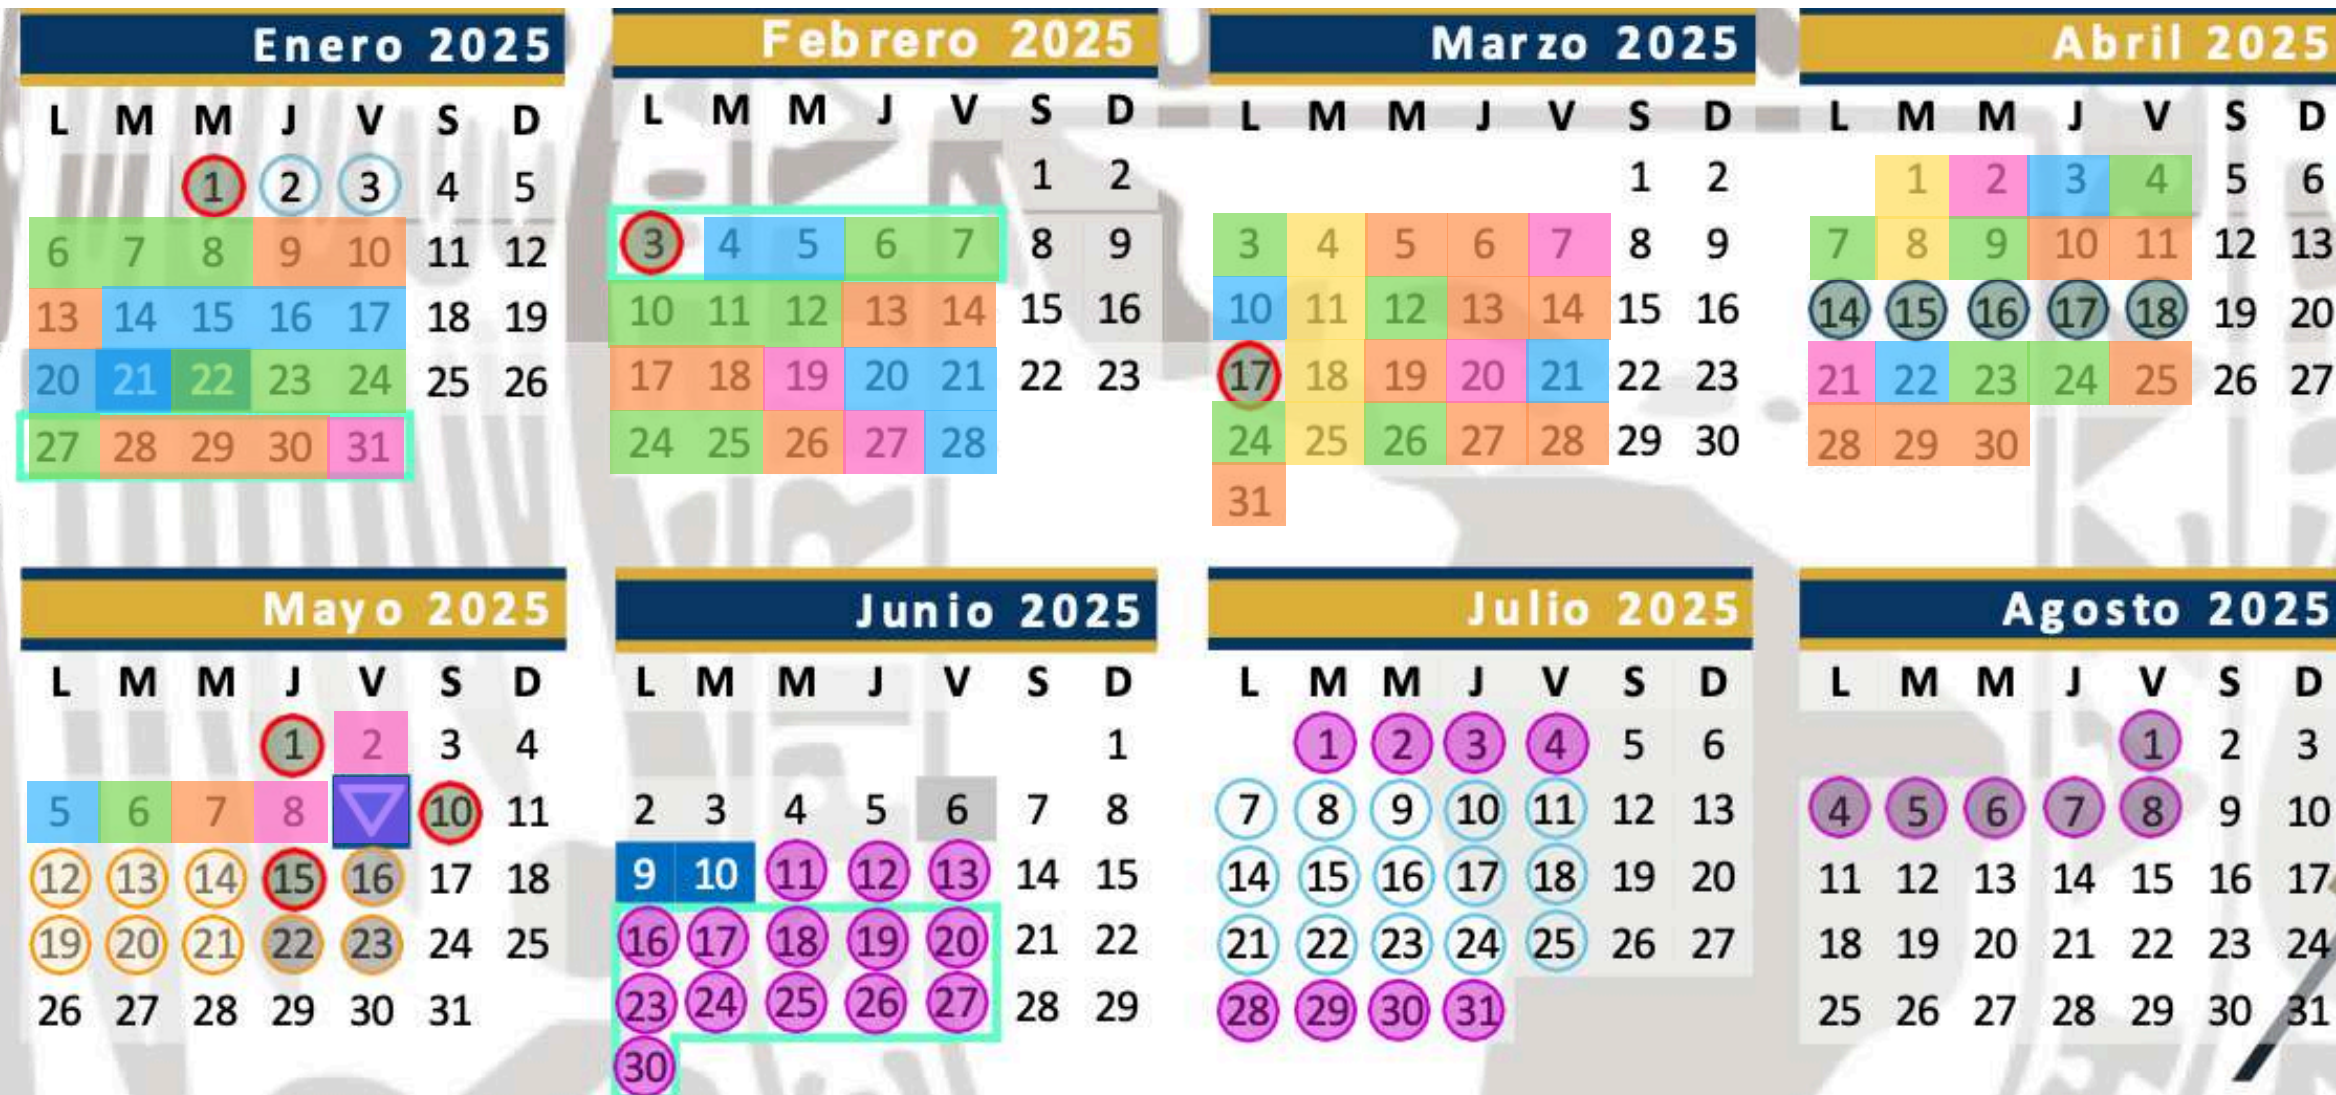 Enero 2025
L M M J V S D
1 2 3 4 5
6 7 8 9 10 11 12
13 14 15 16 17 18 19
20 21 22 23 24 25 26
27 28 29 30 31
Febrero 2025
L M M J V S D
1 2
3 4 5 6 7 8 9
10 11 12 13 14 15 16
17 18 19 20 21 22 23
24 25 26 27 28
Marzo 2025
L M M J V S D
1 2
3 4 5 6 7 8 9
10 11 12 13 14 15 16
17 18 19 20 21 22 23
24 25 26 27 28 29 30
31
Abril 2025
L M M J V S D
1 2 3 4 5 6
7 8 9 10 11 12 13
14 15 16 17 18 19 20
21 22 23 24 25 26 27
28 29 30
Mayo 2025
L M M J V S D
1 2 3 4
5 6 7 8 10 11
12 13 14 15 16 17 18
19 20 21 22 23 24 25
26 27 28 29 30 31
Junio 2025
L M M J V S D
1
2 3 4 5 6 7 8
9 10 11 12 13 14 15
16 17 18 19 20 21 22
23 24 25 26 27 28 29
30
Julio 2025
L M M J V S D
1 2 3 4 5 6
7 8 9 10 11 12 13
14 15 16 17 18 19 20
21 22 23 24 25 26 27
28 29 30 31
Agosto 2025
L M M J V S D
1 2 3
4 5 6 7 8 9 10
11 12 13 14 15 16 17
18 19 20 21 22 23 24
25 26 27 28 29 30 31